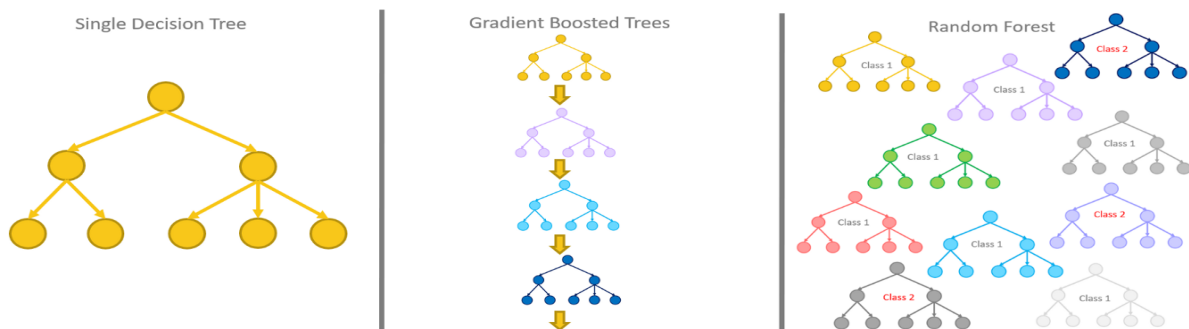 Single Decision Tree
Gradient Boosted Trees
Random Forest
Class 1
Class 2
Class 1
Class 1
Class 1
Class 1
Class 2
Class 1
Class 2
Class 1